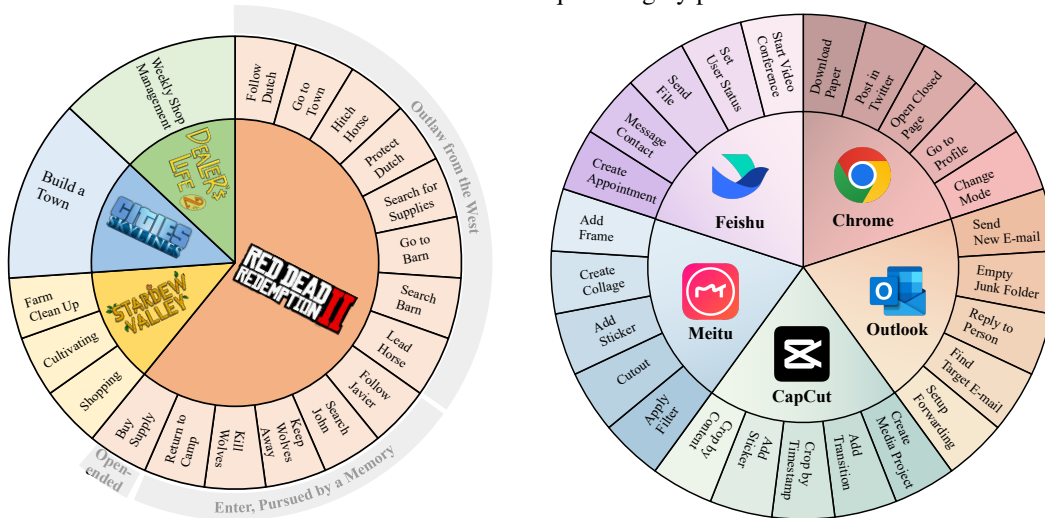 Follow
Dutch
Go to
Town
Hitch
Horse
Protect
Dutch
Search for
Supplies
Go to
Barn
Search
Barn
Lead
Horse
Follow
Javier
Search
John
Keep
Wolves
Away
Kill
Wolves
Return to
Camp
Buy
Supply
Shopping
Cultivating
Farm
Clean Up
Build a
Town
Weekly Shop
Management
DEALER'S
LIFE 2
CITIES
SKYLINES
STARDEW
VALLEY
RED DEAD
REDEMPTION II
Outlaw from the West
Enter, Pursued by a Memory
Open-
ended
Download
Paper
Post in
Twitter
Open Closed
Page
Go to
Profile
Change
Mode
Send
New E-mail
Empty
Junk Folder
Reply to
Person
Find
Target E-mail
Setup
Forwarding
Create
Media Project
Add
Transition
Crop by
Timestamp
Add
Sticker
Crop by
Content
Apply
Filter
Cutout
Add
Sticker
Create
Collage
Add
Frame
Create
Appointment
Message
Contact
Send
File
Set
User Status
Start Video
Conference
Feishu
Chrome
Meitu
O
Outlook
CapCut